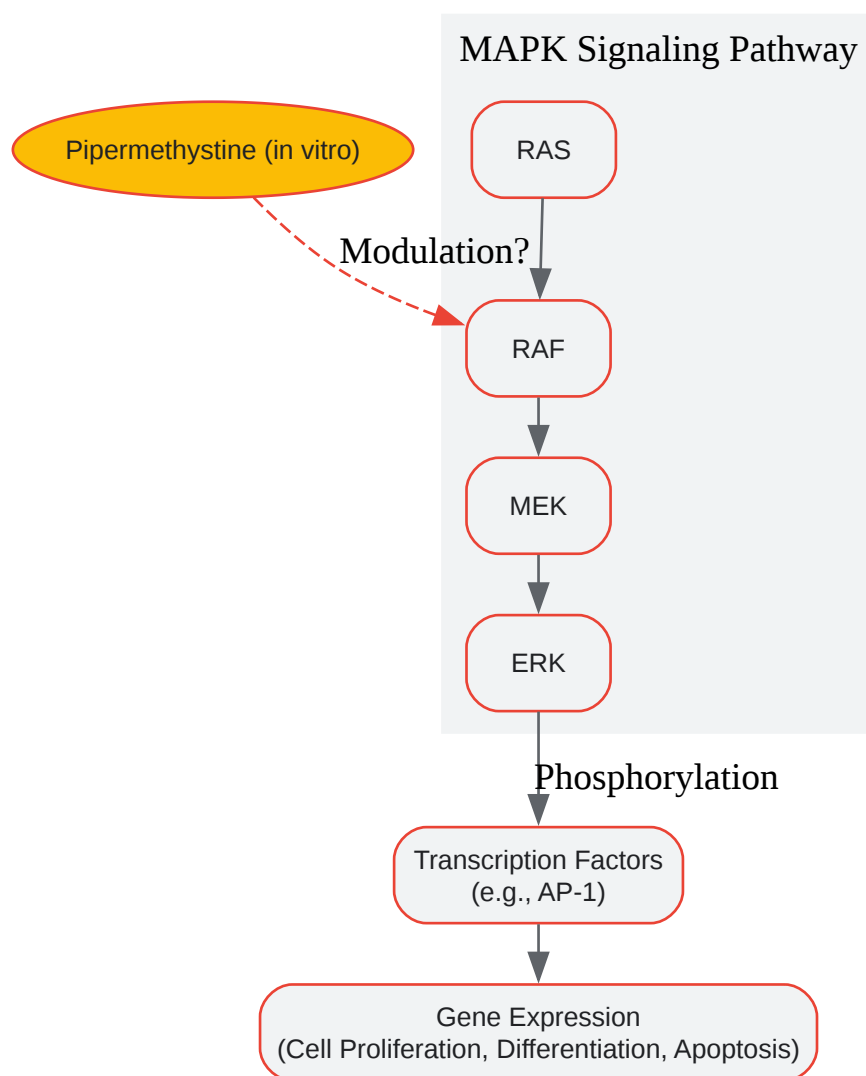 MAPK Signaling Pathway
Pipermethystine (in vitro)
RAS
Modulation?
RAF
MEK
ERK
Phosphorylation
Transcription Factors
(e.g., AP-1)
Gene Expression
(Cell Proliferation, Differentiation, Apoptosis)